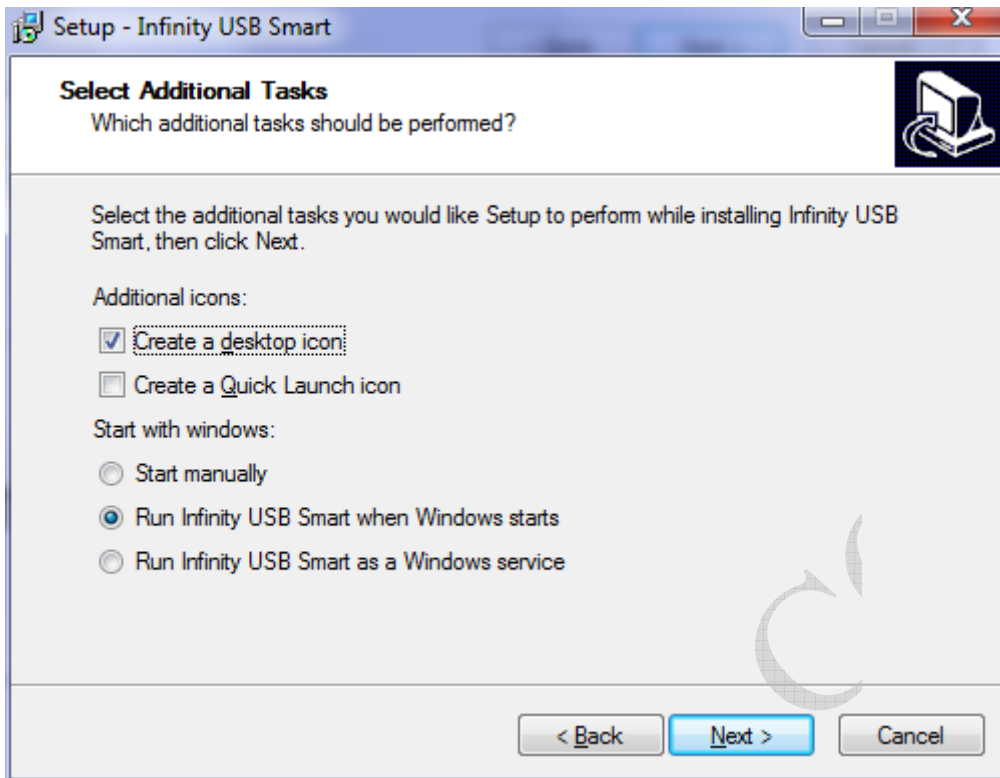 Setup - Infinity USB Smart
Select Additional Tasks
Which additional tasks should be performed?
Select the additional tasks you would like Setup to perform while installing Infinity USB
Smart, then click Next.
Additional icons:
Create a desktop icon
Create a Quick Launch icon
Start with windows:
Start manually
Run Infinity USB Smart when Windows starts
Run Infinity USB Smart as a Windows service
< Back
Next >
Cancel